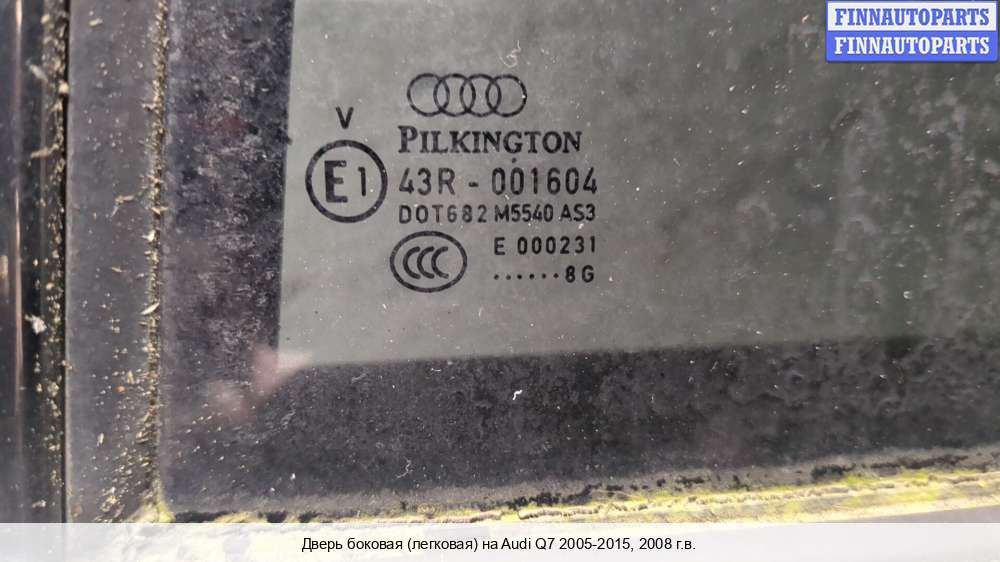 FINNAUTOPARTS
FINNAUTOPARTS
V
PILKINGTON
E1 43R - 001604
DOT682 M5540 AS3
CCC E 000231
......8G
Дверь боковая (легковая) на Audi Q7 2005-2015, 2008 г.в.